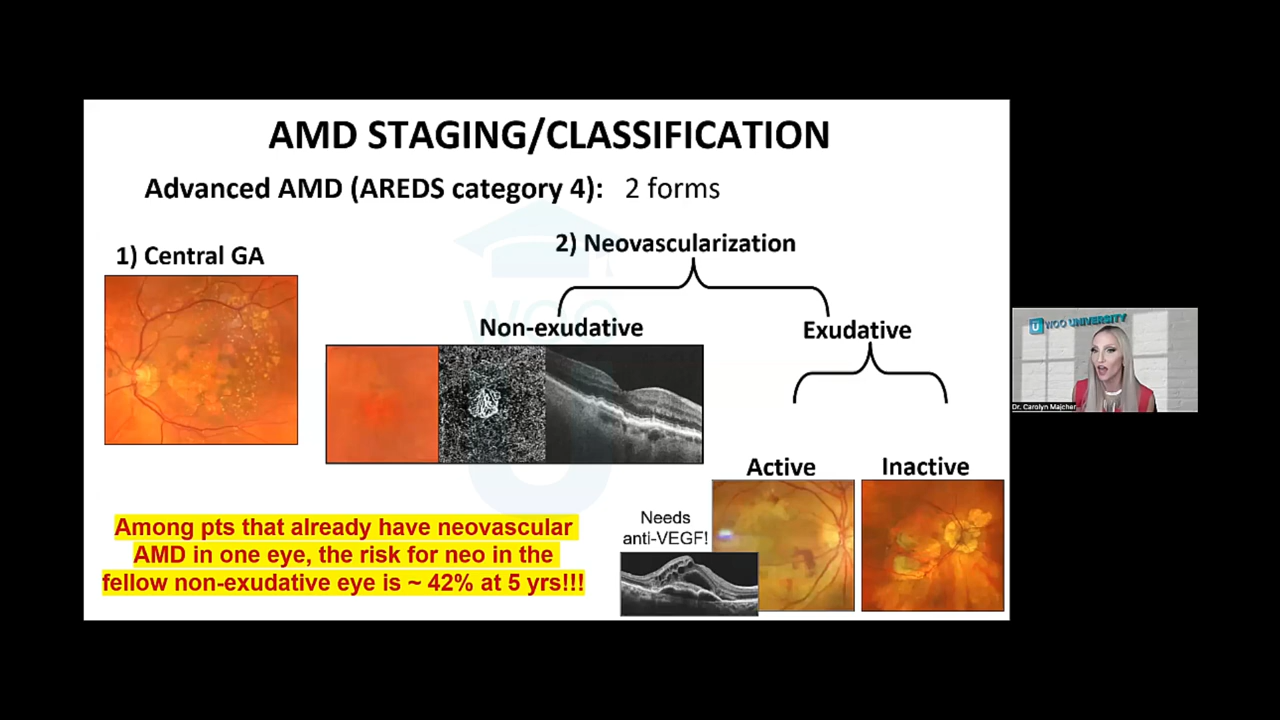 AMD STAGING/CLASSIFICATION
Advanced AMD (AREDS category 4): 2 forms
1) Central GA
2) Neovascularization
Non-exudative
Exudative
Active
Inactive
Needs
anti-VEGF!
Among pts that already have neovascular
AMD in one eye, the risk for neo in the
fellow non-exudative eye is ~ 42% at 5 yrs!!!
WOO
U WOO UNIVERSITY
Dr. Carolyn Majcher